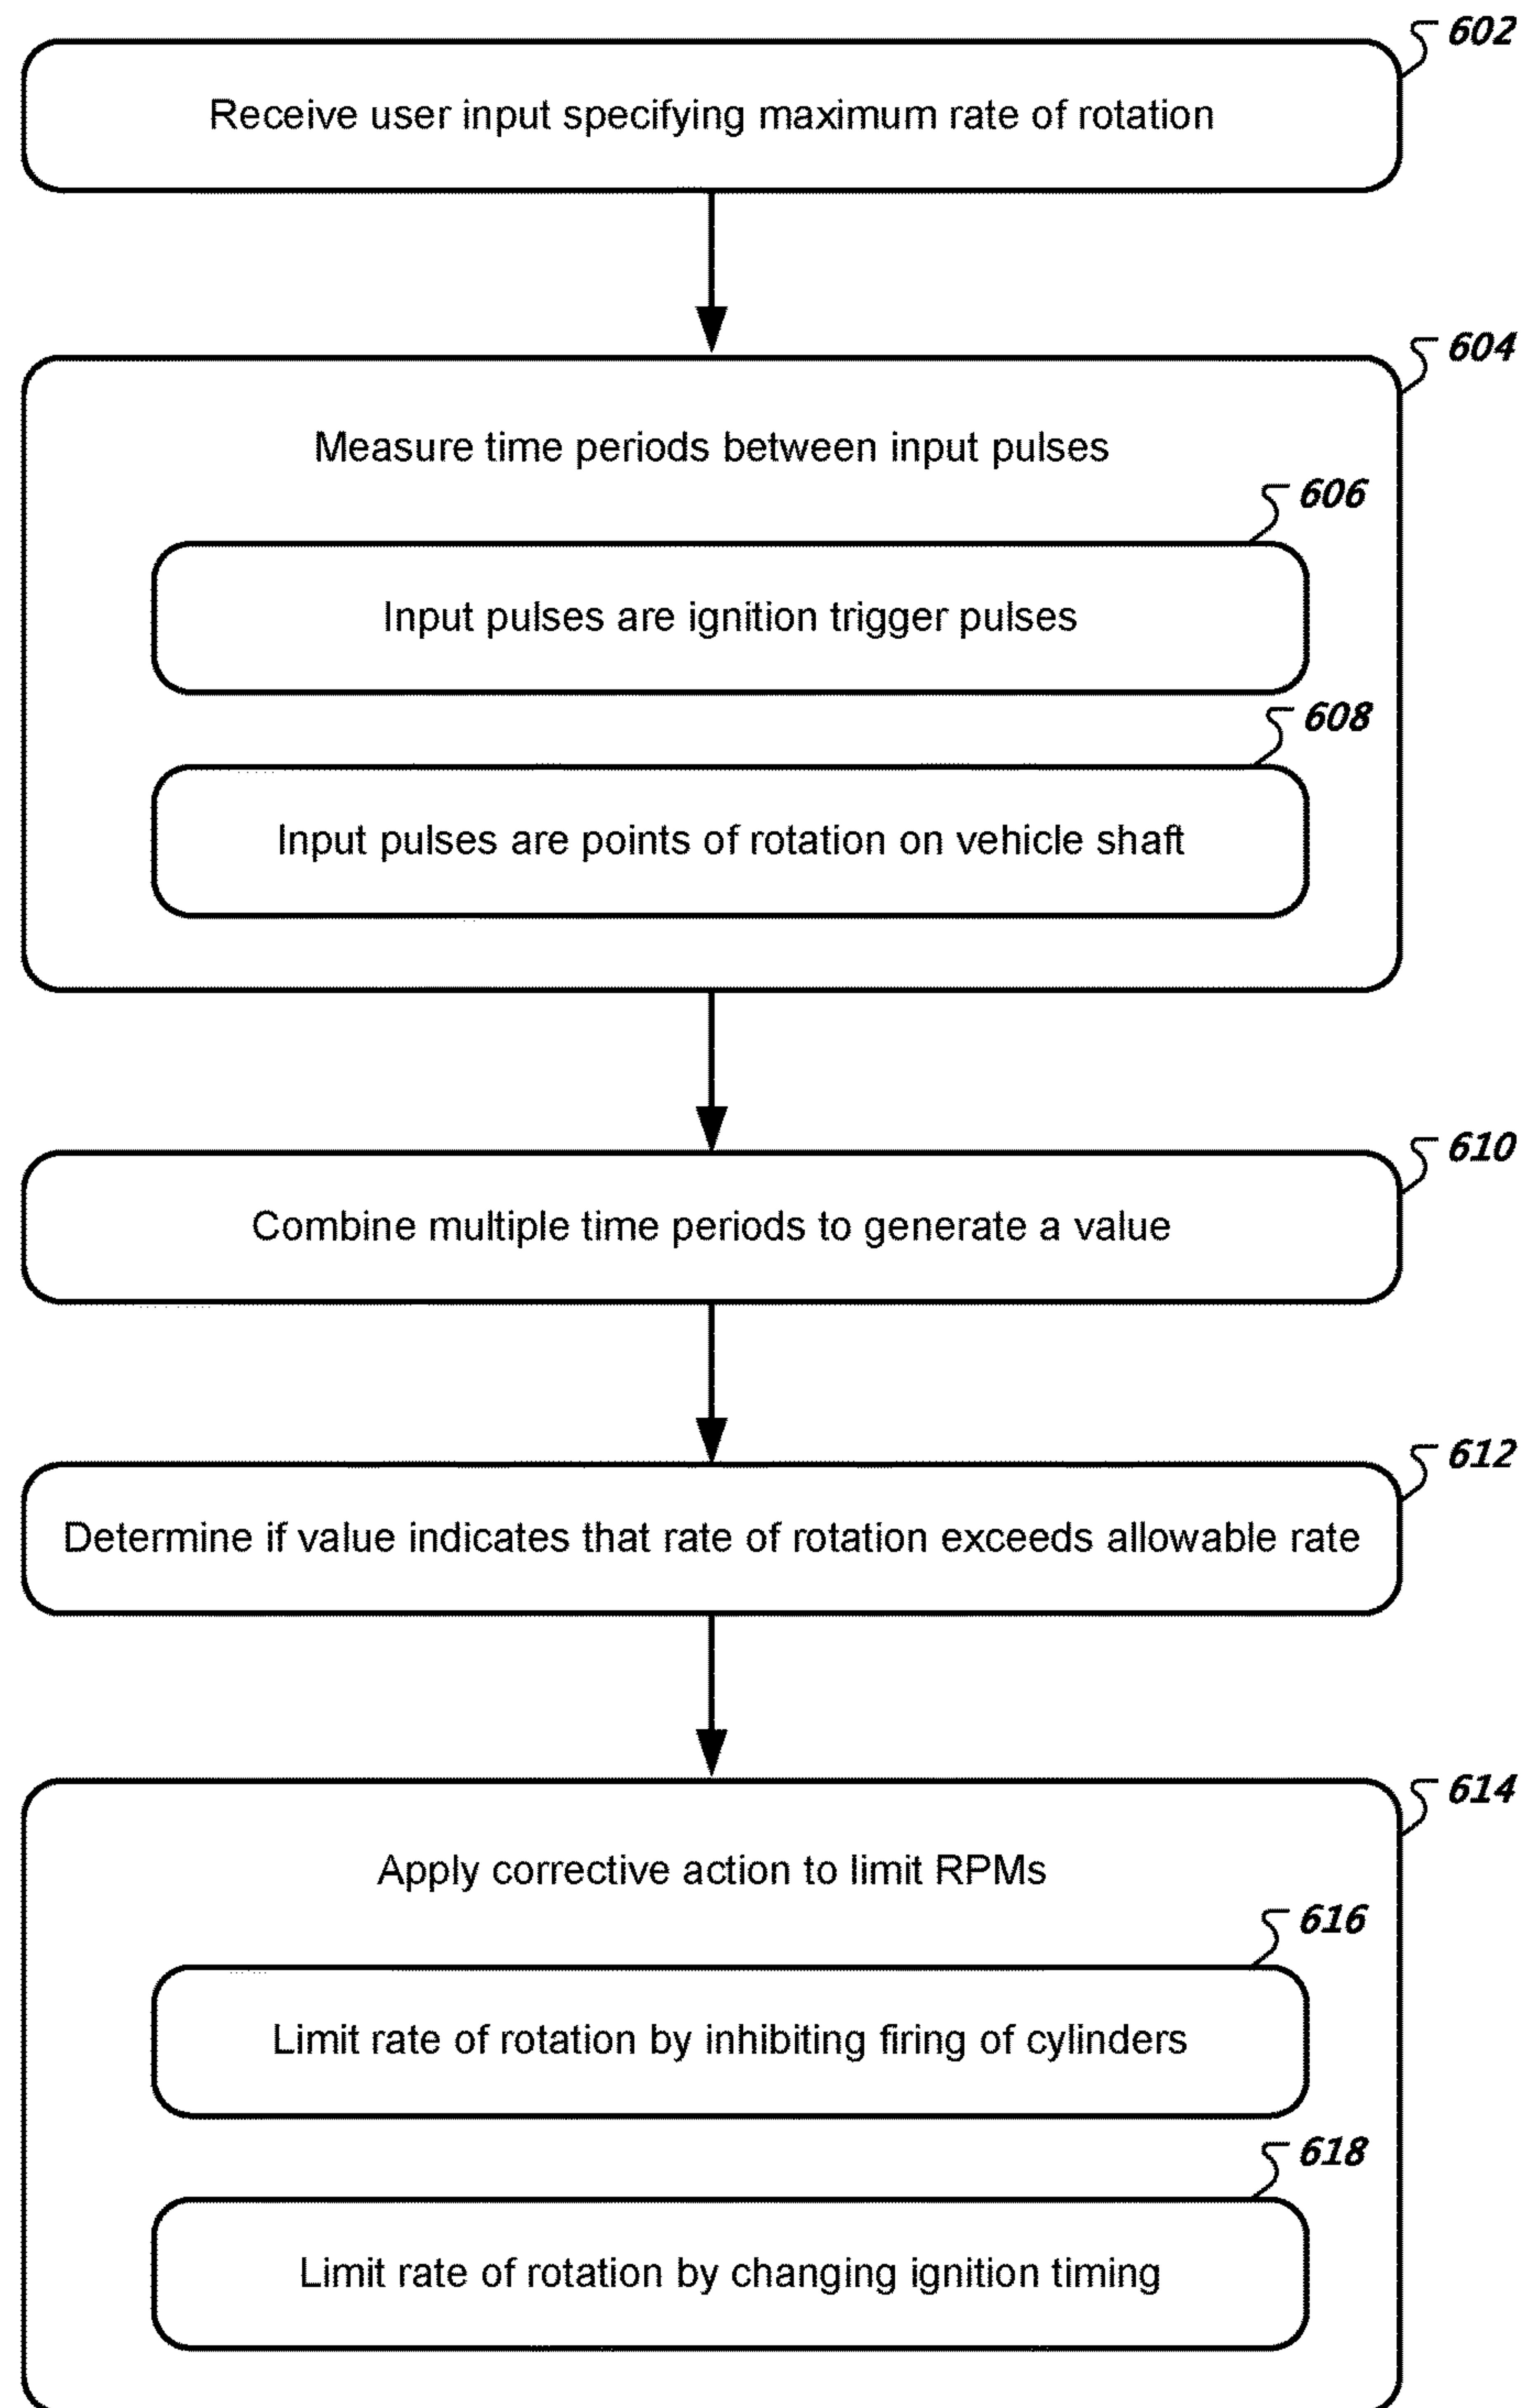 602
Receive user input specifying maximum rate of rotation
604
Measure time periods between input pulses
606
Input pulses are ignition trigger pulses
608
Input pulses are points of rotation on vehicle shaft
610
Combine multiple time periods to generate a value
612
Determine if value indicates that rate of rotation exceeds allowable rate
614
Apply corrective action to limit RPMs
616
Limit rate of rotation by inhibiting firing of cylinders
618
Limit rate of rotation by changing ignition timing